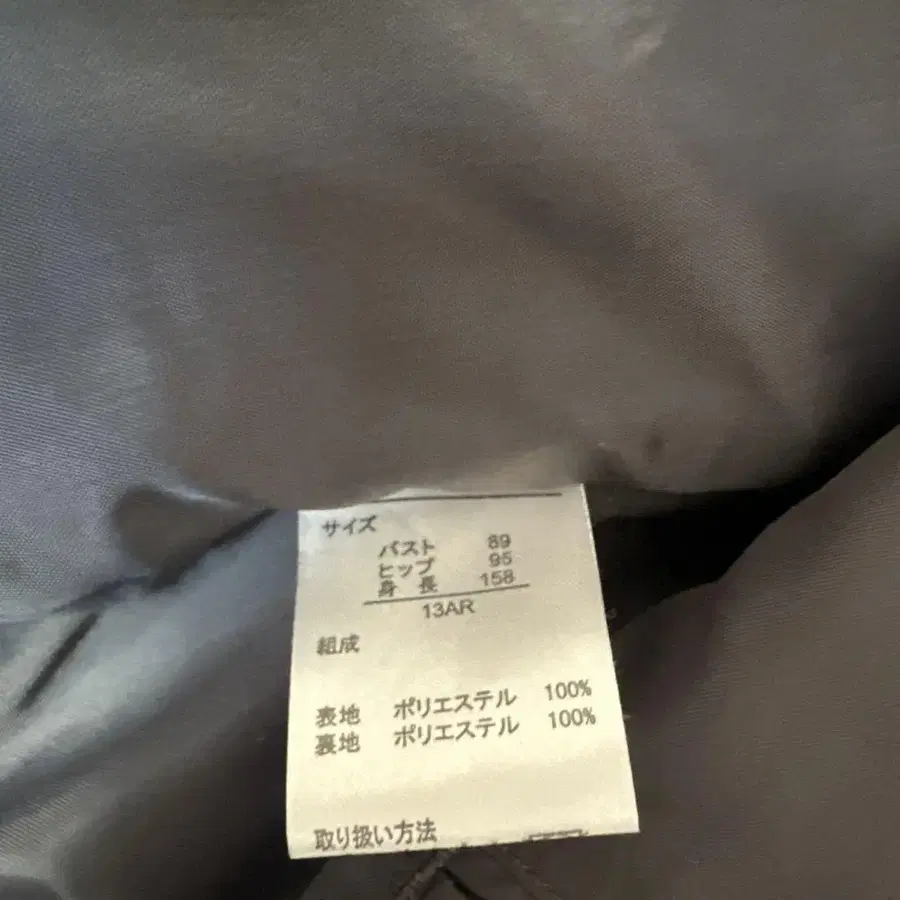 サイズ
バスト 89
ヒップ 95
身 長 158
13AR
組成
表地 ポリエステル 100%
裏地 ポリエステル 100%
取り扱い方法